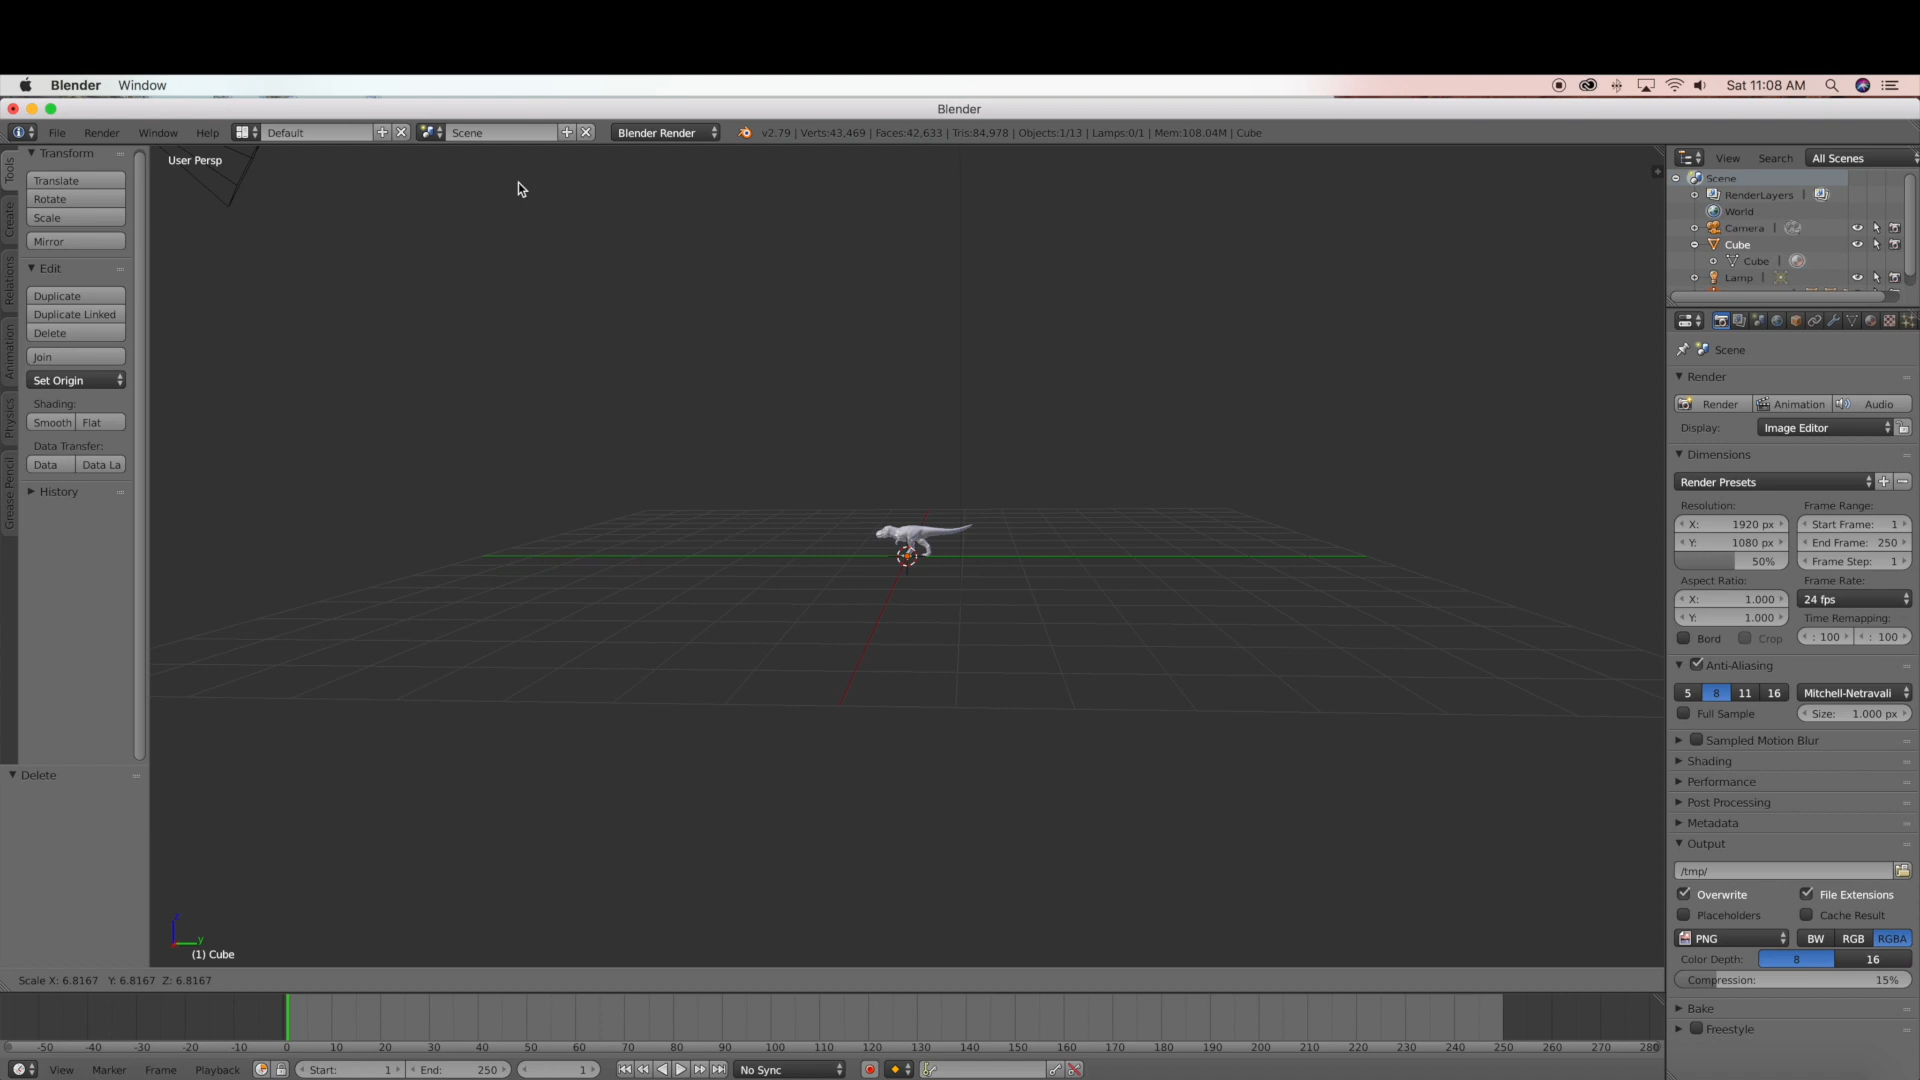 Blender Window
Sat 11:08 AM
Blender
File Render Window Help Default Scene Blender Render v2.79 | Verts:43,469 | Faces:42,633 | Tris:84,978 | Objects:1/13 | Lamps:0/1 | Mem:108.04M | Cube
Tools
Create
Relations
Animation
Physics
Grease Pencil
Transform
Translate
Rotate
Scale
Mirror
Edit
Duplicate
Duplicate Linked
Delete
Join
Set Origin
Shading:
Smooth Flat
Data Transfer:
Data Data La
History
Delete
User Persp
z
y
(1) Cube
Scale X: 6.8167 Y: 6.8167 Z: 6.8167
-50 -40 -30 -20 -10 0 10 20 30 40 50 60 70 80 90 100 110 120 130 140 150 160 170 180 190 200 210 220 230 240 250 260 270 280
View Marker Frame Playback Start: 1 End: 250 1 No Sync
View Search All Scenes
Scene
RenderLayers |
World
Camera |
Cube
Cube |
Lamp |
Scene
Render
Render Animation Audio
Display: Image Editor
Dimensions
Render Presets
Resolution: Frame Range:
X: 1920 px Start Frame: 1
Y: 1080 px End Frame: 250
50% Frame Step: 1
Aspect Ratio: Frame Rate:
X: 1.000 24 fps
Y: 1.000 Time Remapping:
Bord Crop : 100 : 100
Anti-Aliasing
5 8 11 16 Mitchell-Netravali
Full Sample Size: 1.000 px
Sampled Motion Blur
Shading
Performance
Post Processing
Metadata
Output
/tmp/
Overwrite File Extensions
Placeholders Cache Result
PNG BW RGB RGBA
Color Depth: 8 16
Compression: 15%
Bake
Freestyle